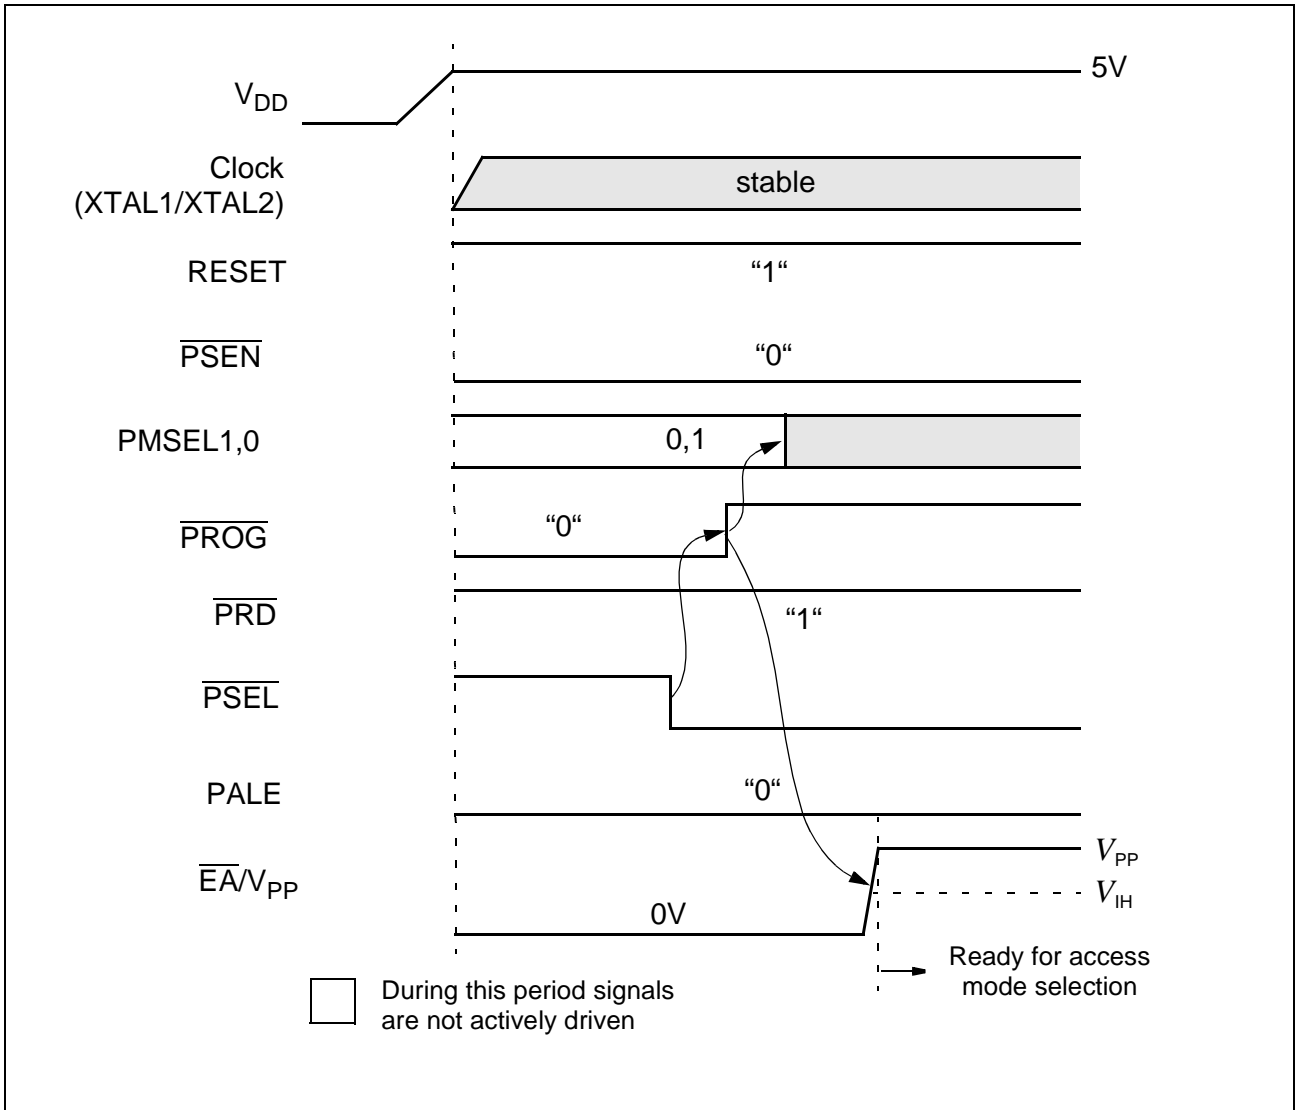 5V
VDD
Clock
(XTAL1/XTAL2)
stable
RESET
“1“
PSEN
“0“
PMSEL1,0
0,1
PROG
“0“
PRD
“1“
PSEL
PALE
“0“
EA/VPP
0V
VPP
VIH
Ready for access
mode selection
During this period signals
are not actively driven